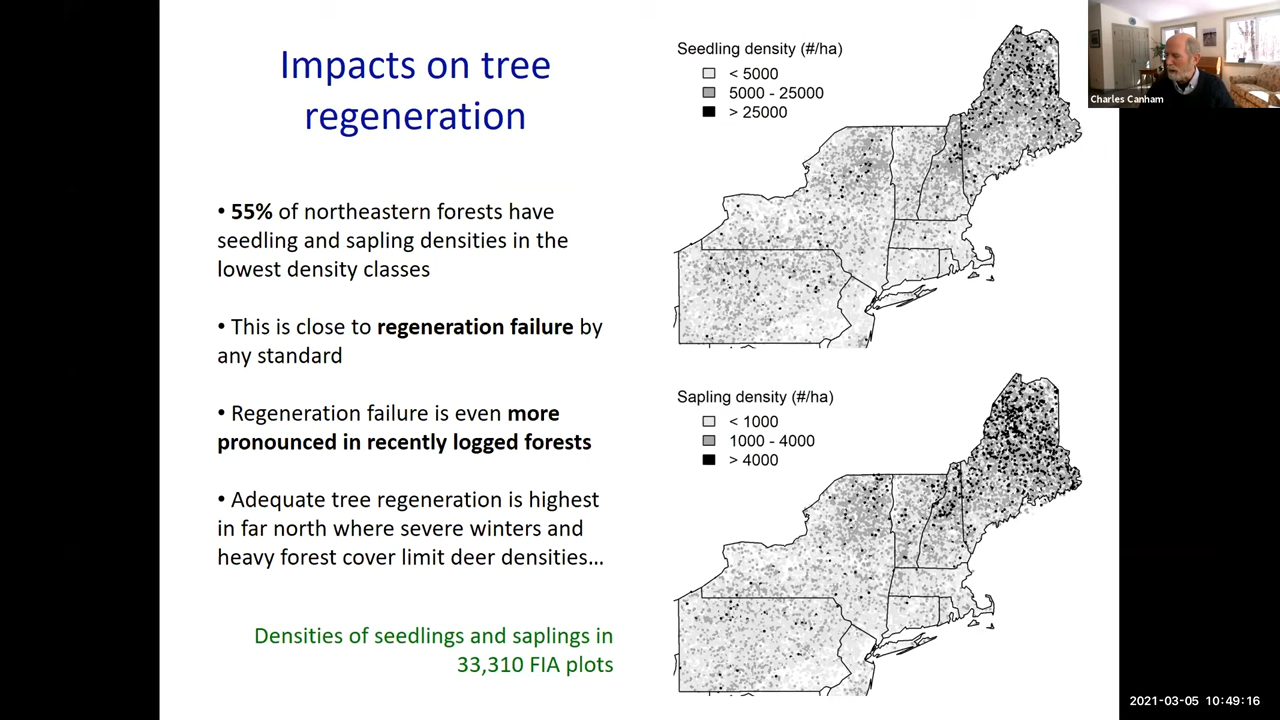 Impacts on tree
regeneration
• 55% of northeastern forests have
seedling and sapling densities in the
lowest density classes
• This is close to regeneration failure by
any standard
• Regeneration failure is even more
pronounced in recently logged forests
• Adequate tree regeneration is highest
in far north where severe winters and
heavy forest cover limit deer densities...
Densities of seedlings and saplings in
33,310 FIA plots
Seedling density (#/ha)
< 5000
5000 - 25000
> 25000
Sapling density (#/ha)
< 1000
1000 - 4000
> 4000
Charles Canham
2021-03-05 10:49:16